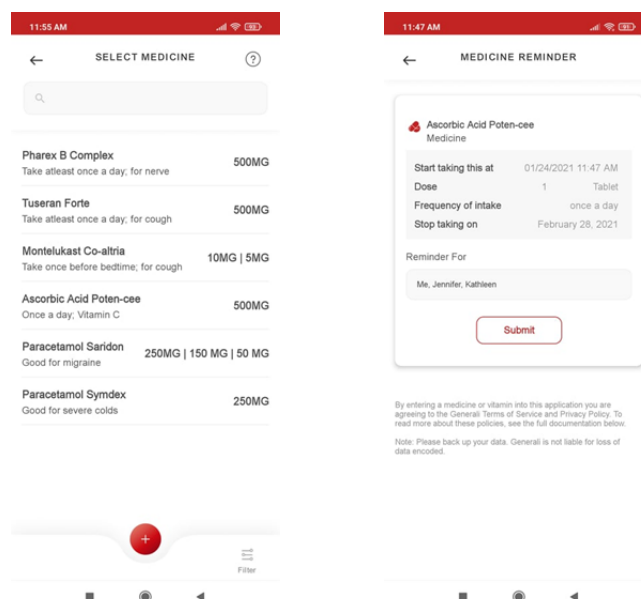 11:55 AM
SELECT MEDICINE
?
Pharex B Complex
500MG
Take atleast once a day; for nerve
Tuseran Forte
500MG
Take atleast once a day; for cough
Montelukast Co-altria
10MG | 5MG
Take once before bedtime; for cough
Ascorbic Acid Poten-cee
500MG
Once a day; Vitamin C
Paracetamol Saridon
250MG | 150 MG | 50 MG
Good for migraine
Paracetamol Symdex
250MG
Good for severe colds
+
Filter
11:47 AM
MEDICINE REMINDER
Ascorbic Acid Poten-cee
Medicine
Start taking this at 01/24/2021 11:47 AM
Dose 1 Tablet
Frequency of intake once a day
Stop taking on February 28, 2021
Reminder For
Me, Jennifer, Kathleen
Submit
By entering a medicine or vitamin into this application you are
agreeing to the Generali Terms of Service and Privacy Policy. To
read more about these policies, see the full documentation below.
Note: Please back up your data. Generali is not liable for loss of
data encoded.